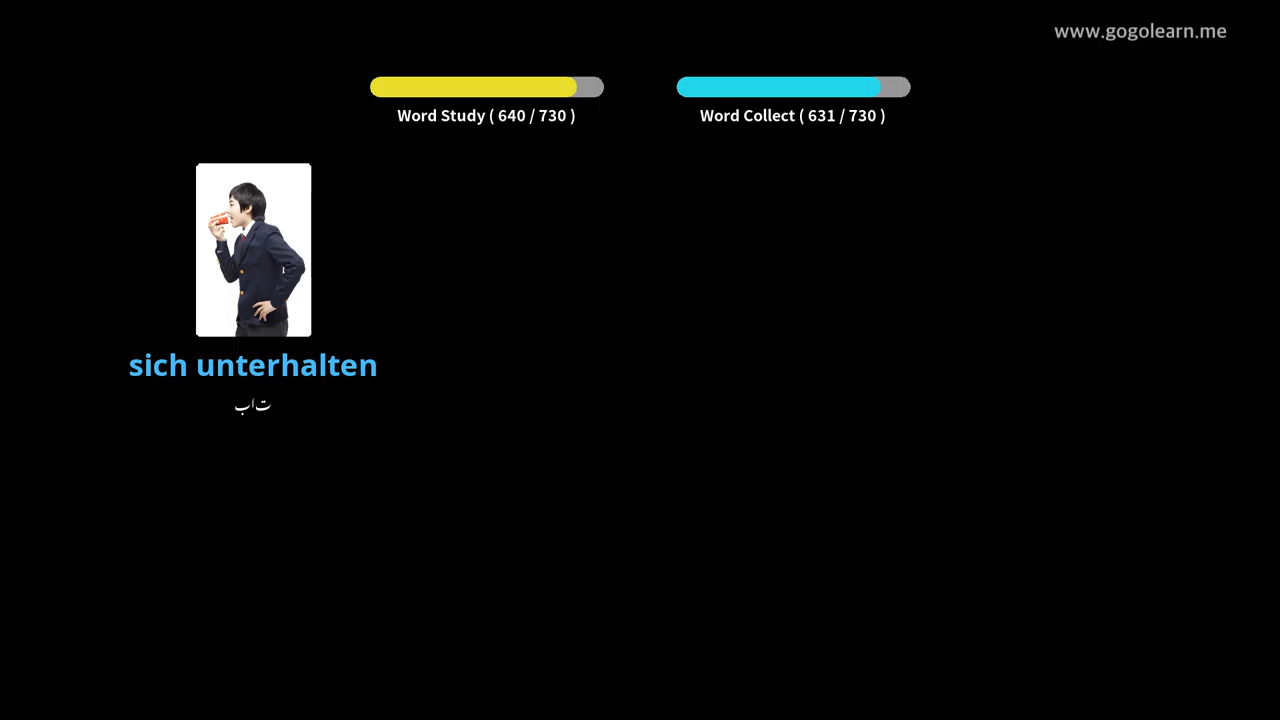 www.gogolearn.me
Word Study ( 640 / 730 )
Word Collect ( 631 / 730 )
sich unterhalten
ت‌اب